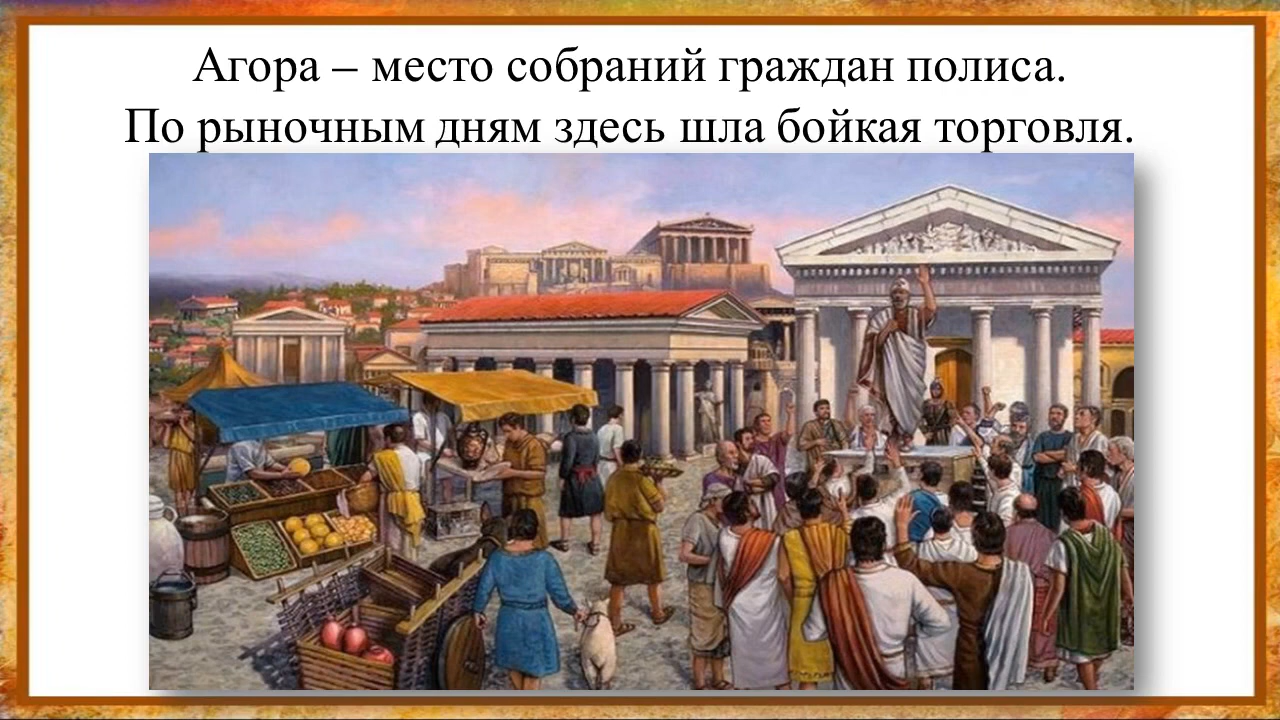 Агора – место собраний граждан полиса.
По рыночным дням здесь шла бойкая торговля.